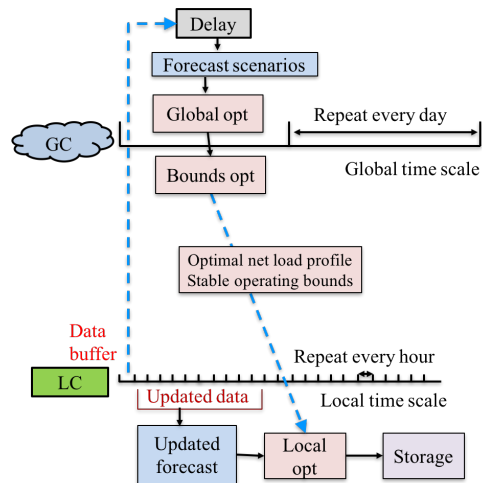 Delay
Forecast scenarios
Global opt
Repeat every day
GC
Global time scale
Bounds opt
Optimal net load profile
Stable operating bounds
Data
buffer
Repeat every hour
LC
Updated data
Local time scale
Updated
forecast
Local
opt
Storage